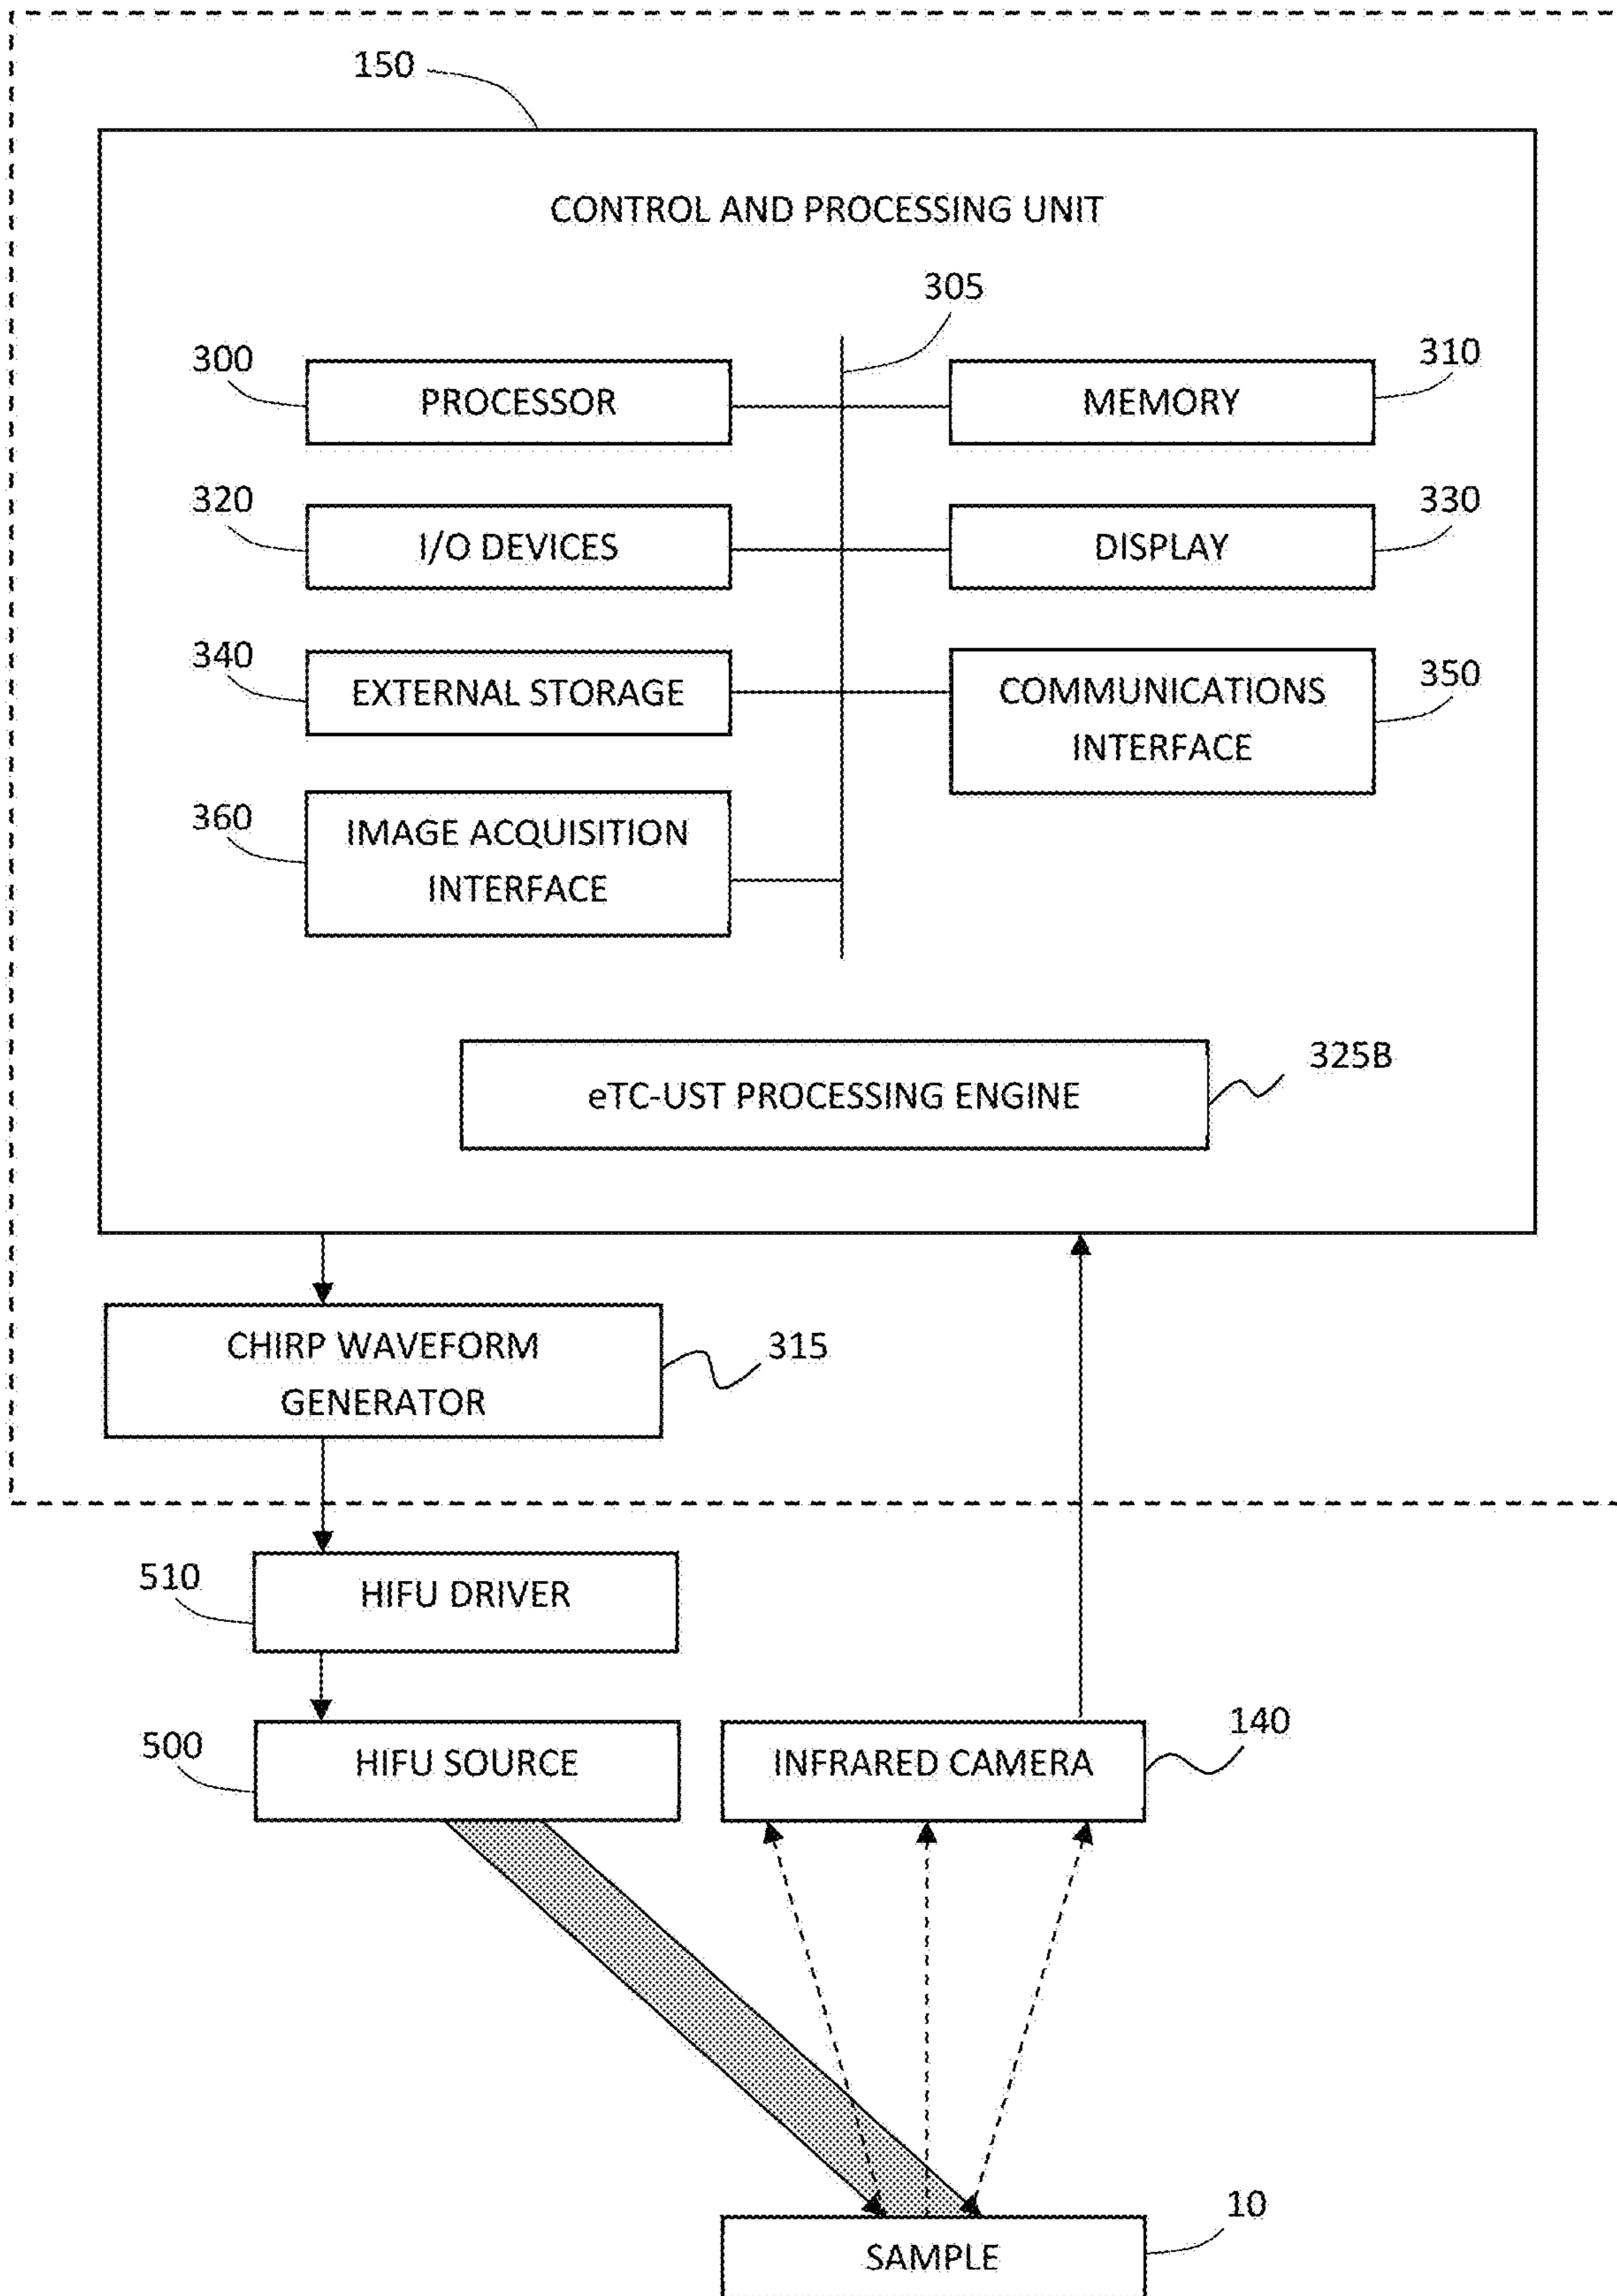 150
CONTROL AND PROCESSING UNIT
305
300
PROCESSOR
MEMORY
310
320
I/O DEVICES
DISPLAY
330
340
EXTERNAL STORAGE
COMMUNICATIONS
INTERFACE
350
360
IMAGE ACQUISITION
INTERFACE
eTC-UST PROCESSING ENGINE
325B
CHIRP WAVEFORM
GENERATOR
315
510
HIFU DRIVER
500
HIFU SOURCE
INFRARED CAMERA
140
10
SAMPLE